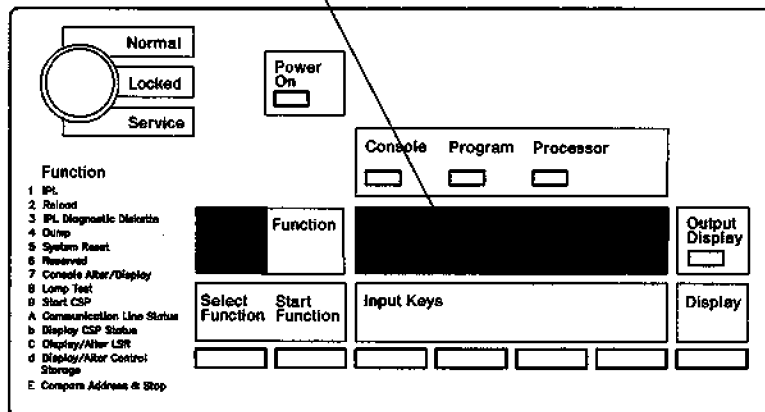 Normal
Locked
Service
Power
On
Console Program Processor
Function
1 IPL
2 Reload
3 IPL Diagnostic Diskette
4 Dump
5 System Reset
6 Reserved
7 Console Alter/Display
8 Lamp Test
9 Start CSP
A Communication Line Status
b Display CSP Status
C Display/Alter LSR
d Display/Alter Control
Storage
E Compare Address & Stop
Function
Output
Display
Select
Function
Start
Function
Input Keys
Display